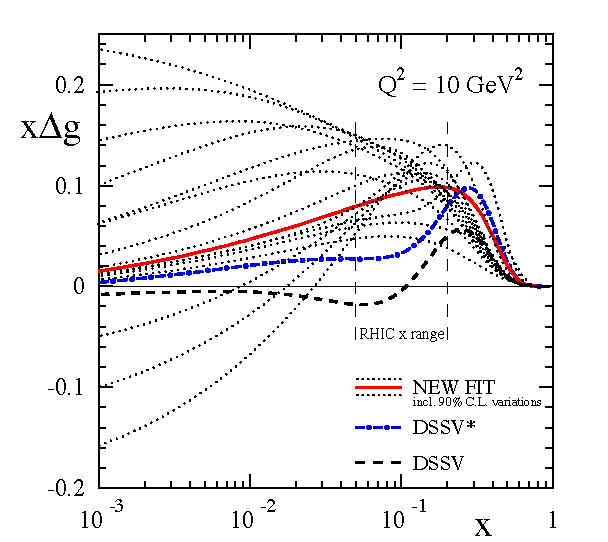 Q² = 10 GeV²
xΔg
0.2
0.1
0
-0.1
-0.2
RHIC x range
NEW FIT
incl. 90% C.L. variations
DSSV*
DSSV
10⁻³ 10⁻² 10⁻¹ 1
x